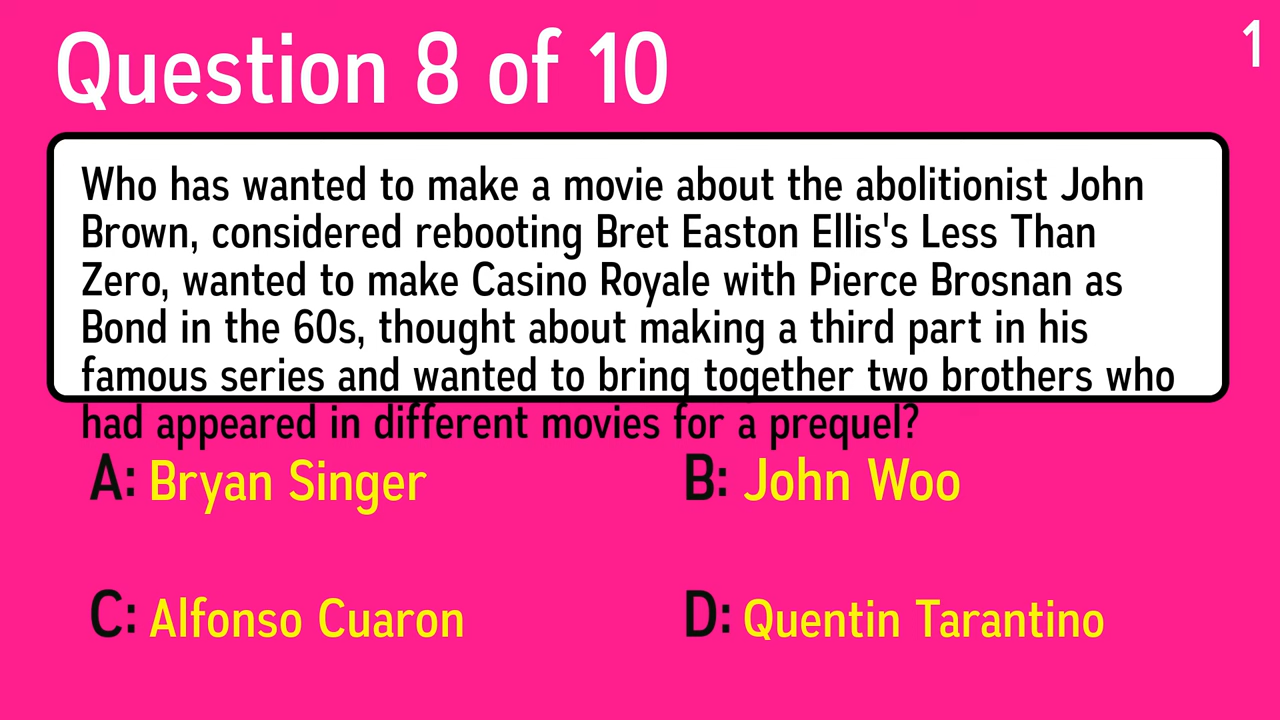 Question 8 of 10
1
Who has wanted to make a movie about the abolitionist John
Brown, considered rebooting Bret Easton Ellis's Less Than
Zero, wanted to make Casino Royale with Pierce Brosnan as
Bond in the 60s, thought about making a third part in his
famous series and wanted to bring together two brothers who
had appeared in different movies for a prequel?
A: Bryan Singer
B: John Woo
C: Alfonso Cuaron
D: Quentin Tarantino